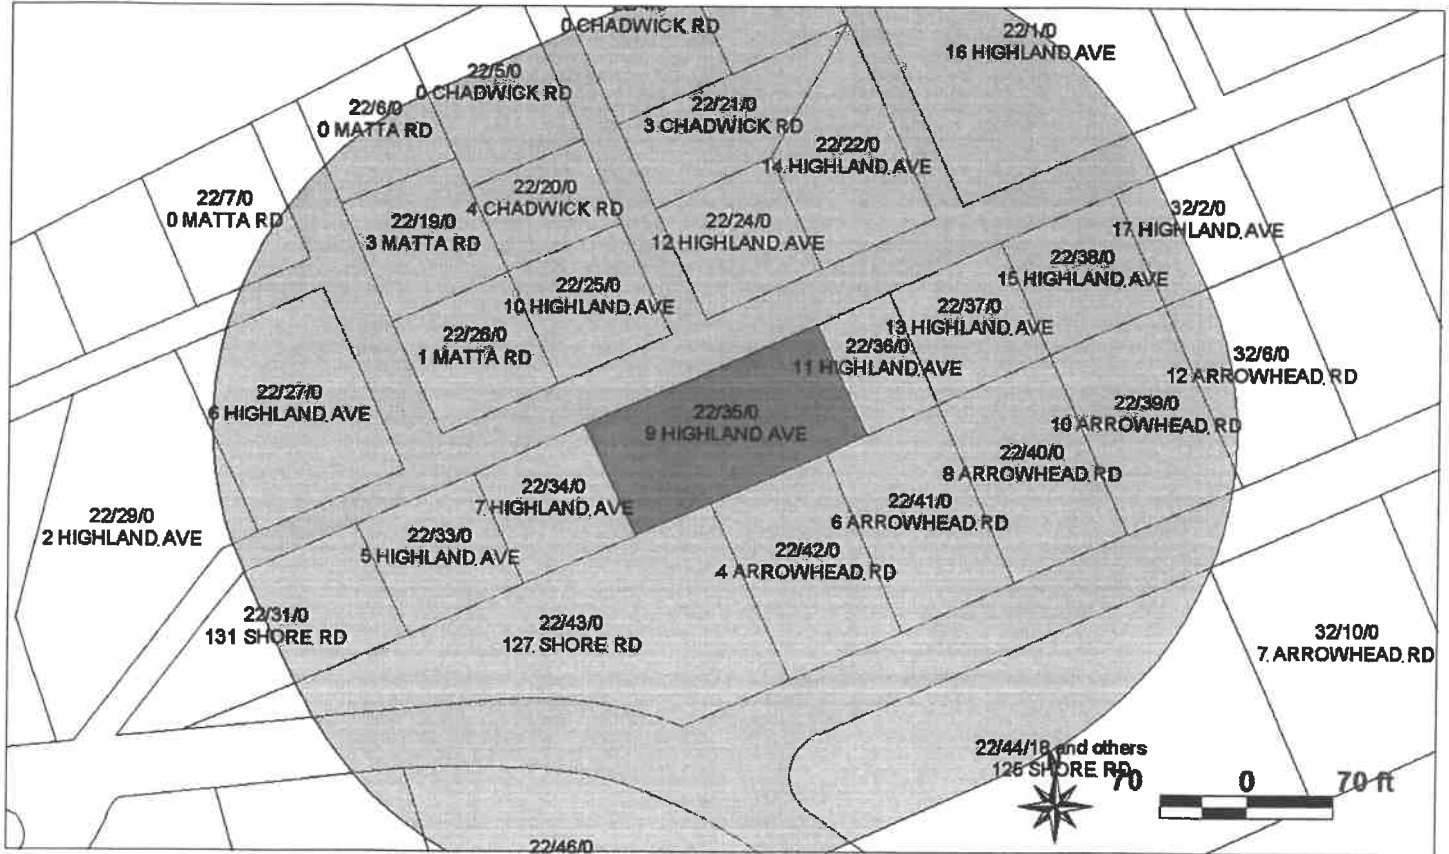 0 CHADWICK RD
22/1/0
16 HIGHLAND AVE
22/5/0
0 CHADWICK RD
22/6/0
0 MATTA RD
22/21/0
3 CHADWICK RD
22/22/0
14 HIGHLAND AVE
22/7/0
0 MATTA RD
22/20/0
4 CHADWICK RD
22/19/0
3 MATTA RD
22/24/0
12 HIGHLAND AVE
32/2/0
17 HIGHLAND AVE
22/38/0
15 HIGHLAND AVE
22/25/0
10 HIGHLAND AVE
22/37/0
13 HIGHLAND AVE
22/26/0
1 MATTA RD
22/36/0
11 HIGHLAND AVE
32/6/0
12 ARROWHEAD RD
22/27/0
6 HIGHLAND AVE
22/35/0
9 HIGHLAND AVE
22/39/0
10 ARROWHEAD RD
22/40/0
8 ARROWHEAD RD
22/34/0
7 HIGHLAND AVE
22/41/0
6 ARROWHEAD RD
22/29/0
2 HIGHLAND AVE
22/33/0
5 HIGHLAND AVE
22/42/0
4 ARROWHEAD RD
22/31/0
131 SHORE RD
22/43/0
127 SHORE RD
32/10/0
7 ARROWHEAD RD
22/44/18 and others
125 SHORE RD
70 0 70 ft
22/46/0